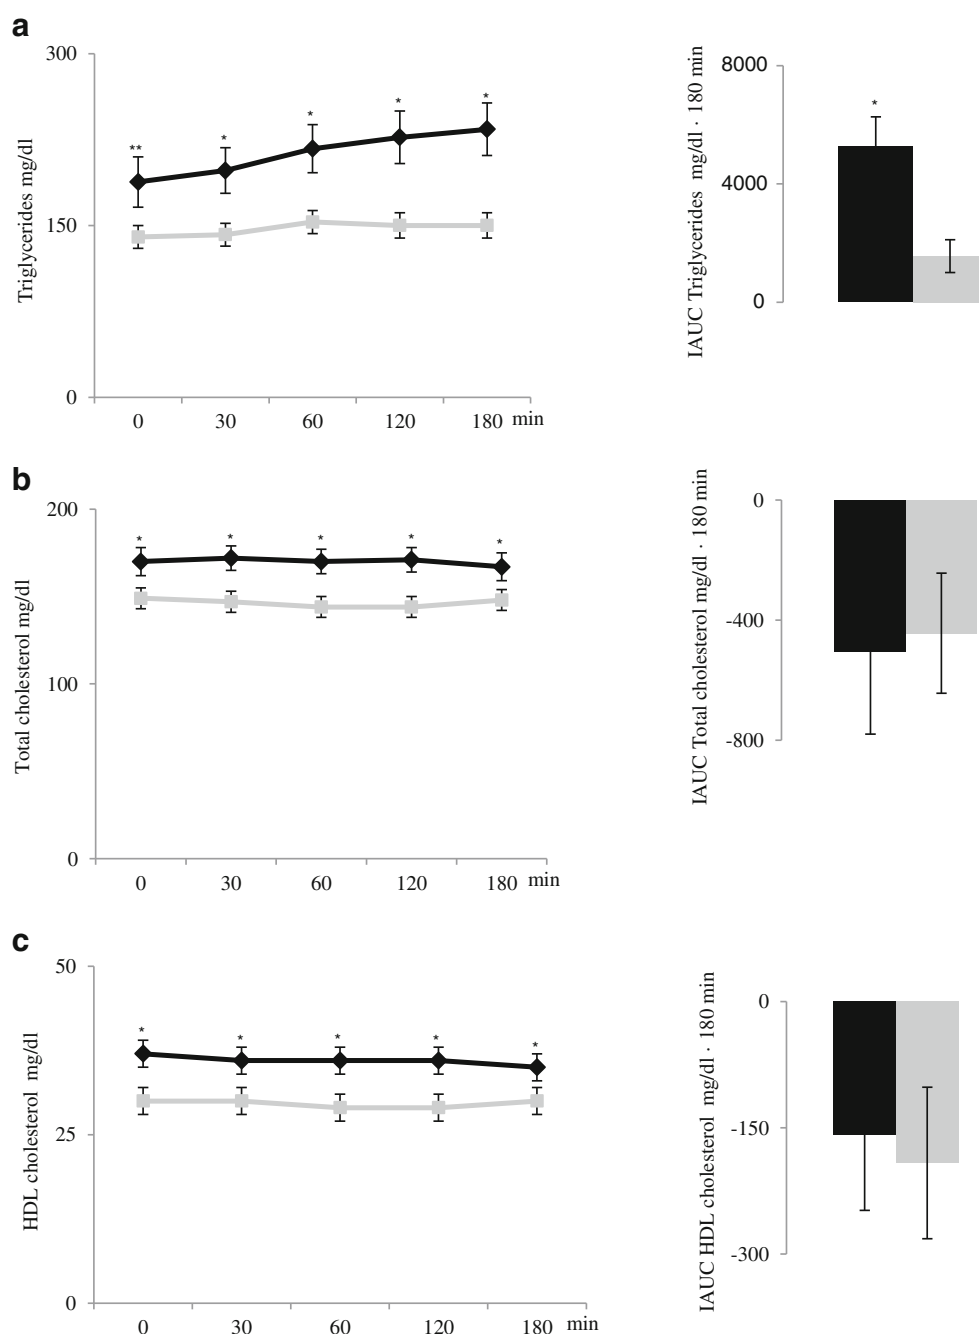 a
300
150
0
Triglycerides mg/dl
** * * * *
0 30 60 120 180 min
IAUC Triglycerides mg/dl · 180 min
8000
4000
0
*
b
200
100
0
Total cholesterol mg/dl
* * * * *
0 30 60 120 180 min
IAUC Total cholesterol mg/dl · 180 min
0
-400
-800
c
50
25
0
HDL cholesterol mg/dl
* * * * *
0 30 60 120 180 min
IAUC HDL cholesterol mg/dl · 180 min
0
-150
-300